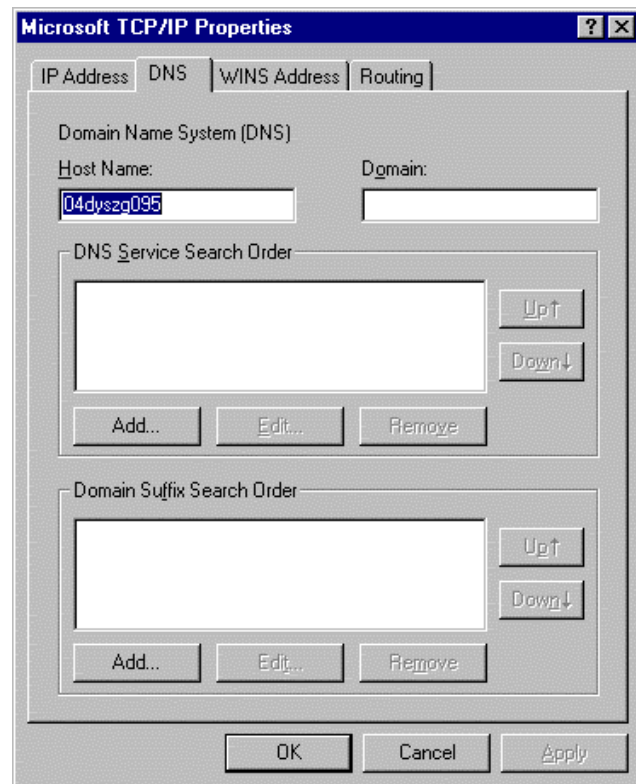 Microsoft TCP/IP Properties ? X
IP Address DNS WINS Address Routing
Domain Name System (DNS)
Host Name: Domain:
04dyszg095
DNS Service Search Order
Up↑
Down↓
Add... Edit... Remove
Domain Suffix Search Order
Up↑
Down↓
Add... Edit... Remove
OK Cancel Apply